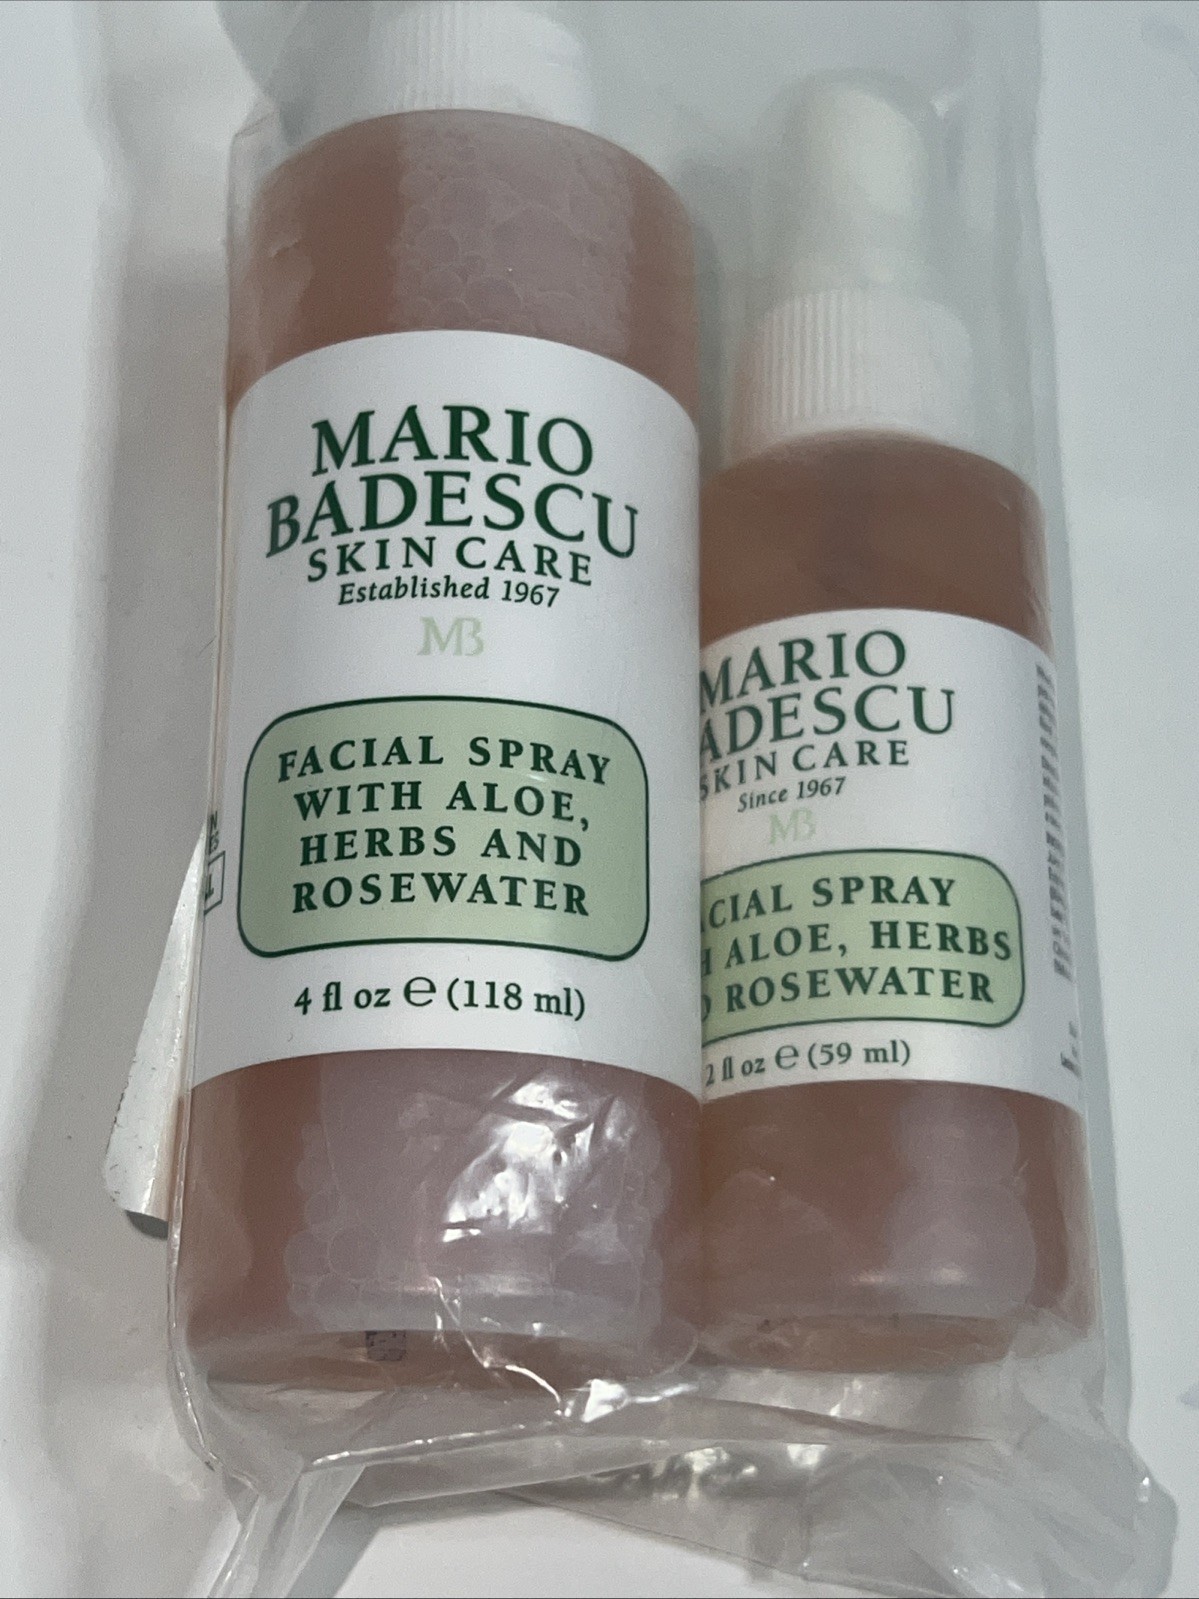 MARIO
BADESCU
SKIN CARE
Established 1967
MB
FACIAL SPRAY
WITH ALOE,
HERBS AND
ROSEWATER
4 fl oz ℮ (118 ml)
MARIO
ADESCU
SKIN CARE
Since 1967
MB
CIAL SPRAY
H ALOE, HERBS
D ROSEWATER
2 fl oz ℮ (59 ml)